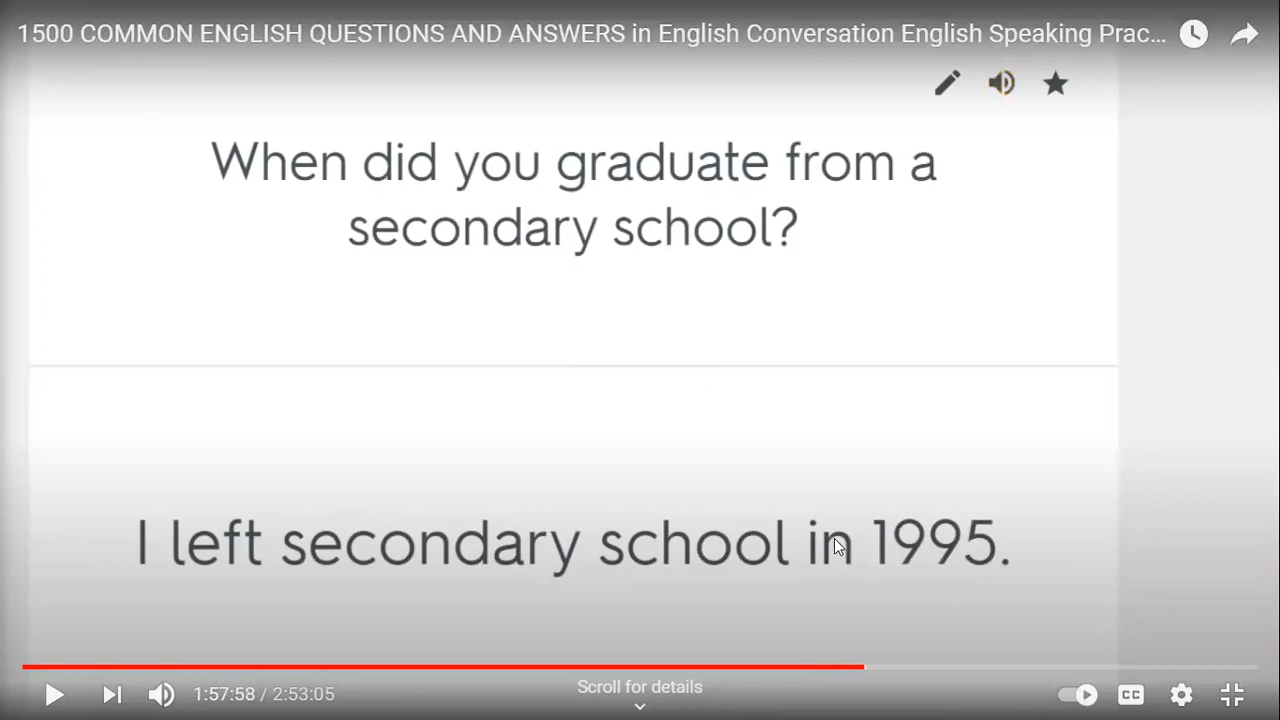 1500 COMMON ENGLISH QUESTIONS AND ANSWERS in English Conversation English Speaking Prac...
When did you graduate from a
secondary school?
I left secondary school in 1995.
Scroll for details
1:57:58 / 2:53:05
CC